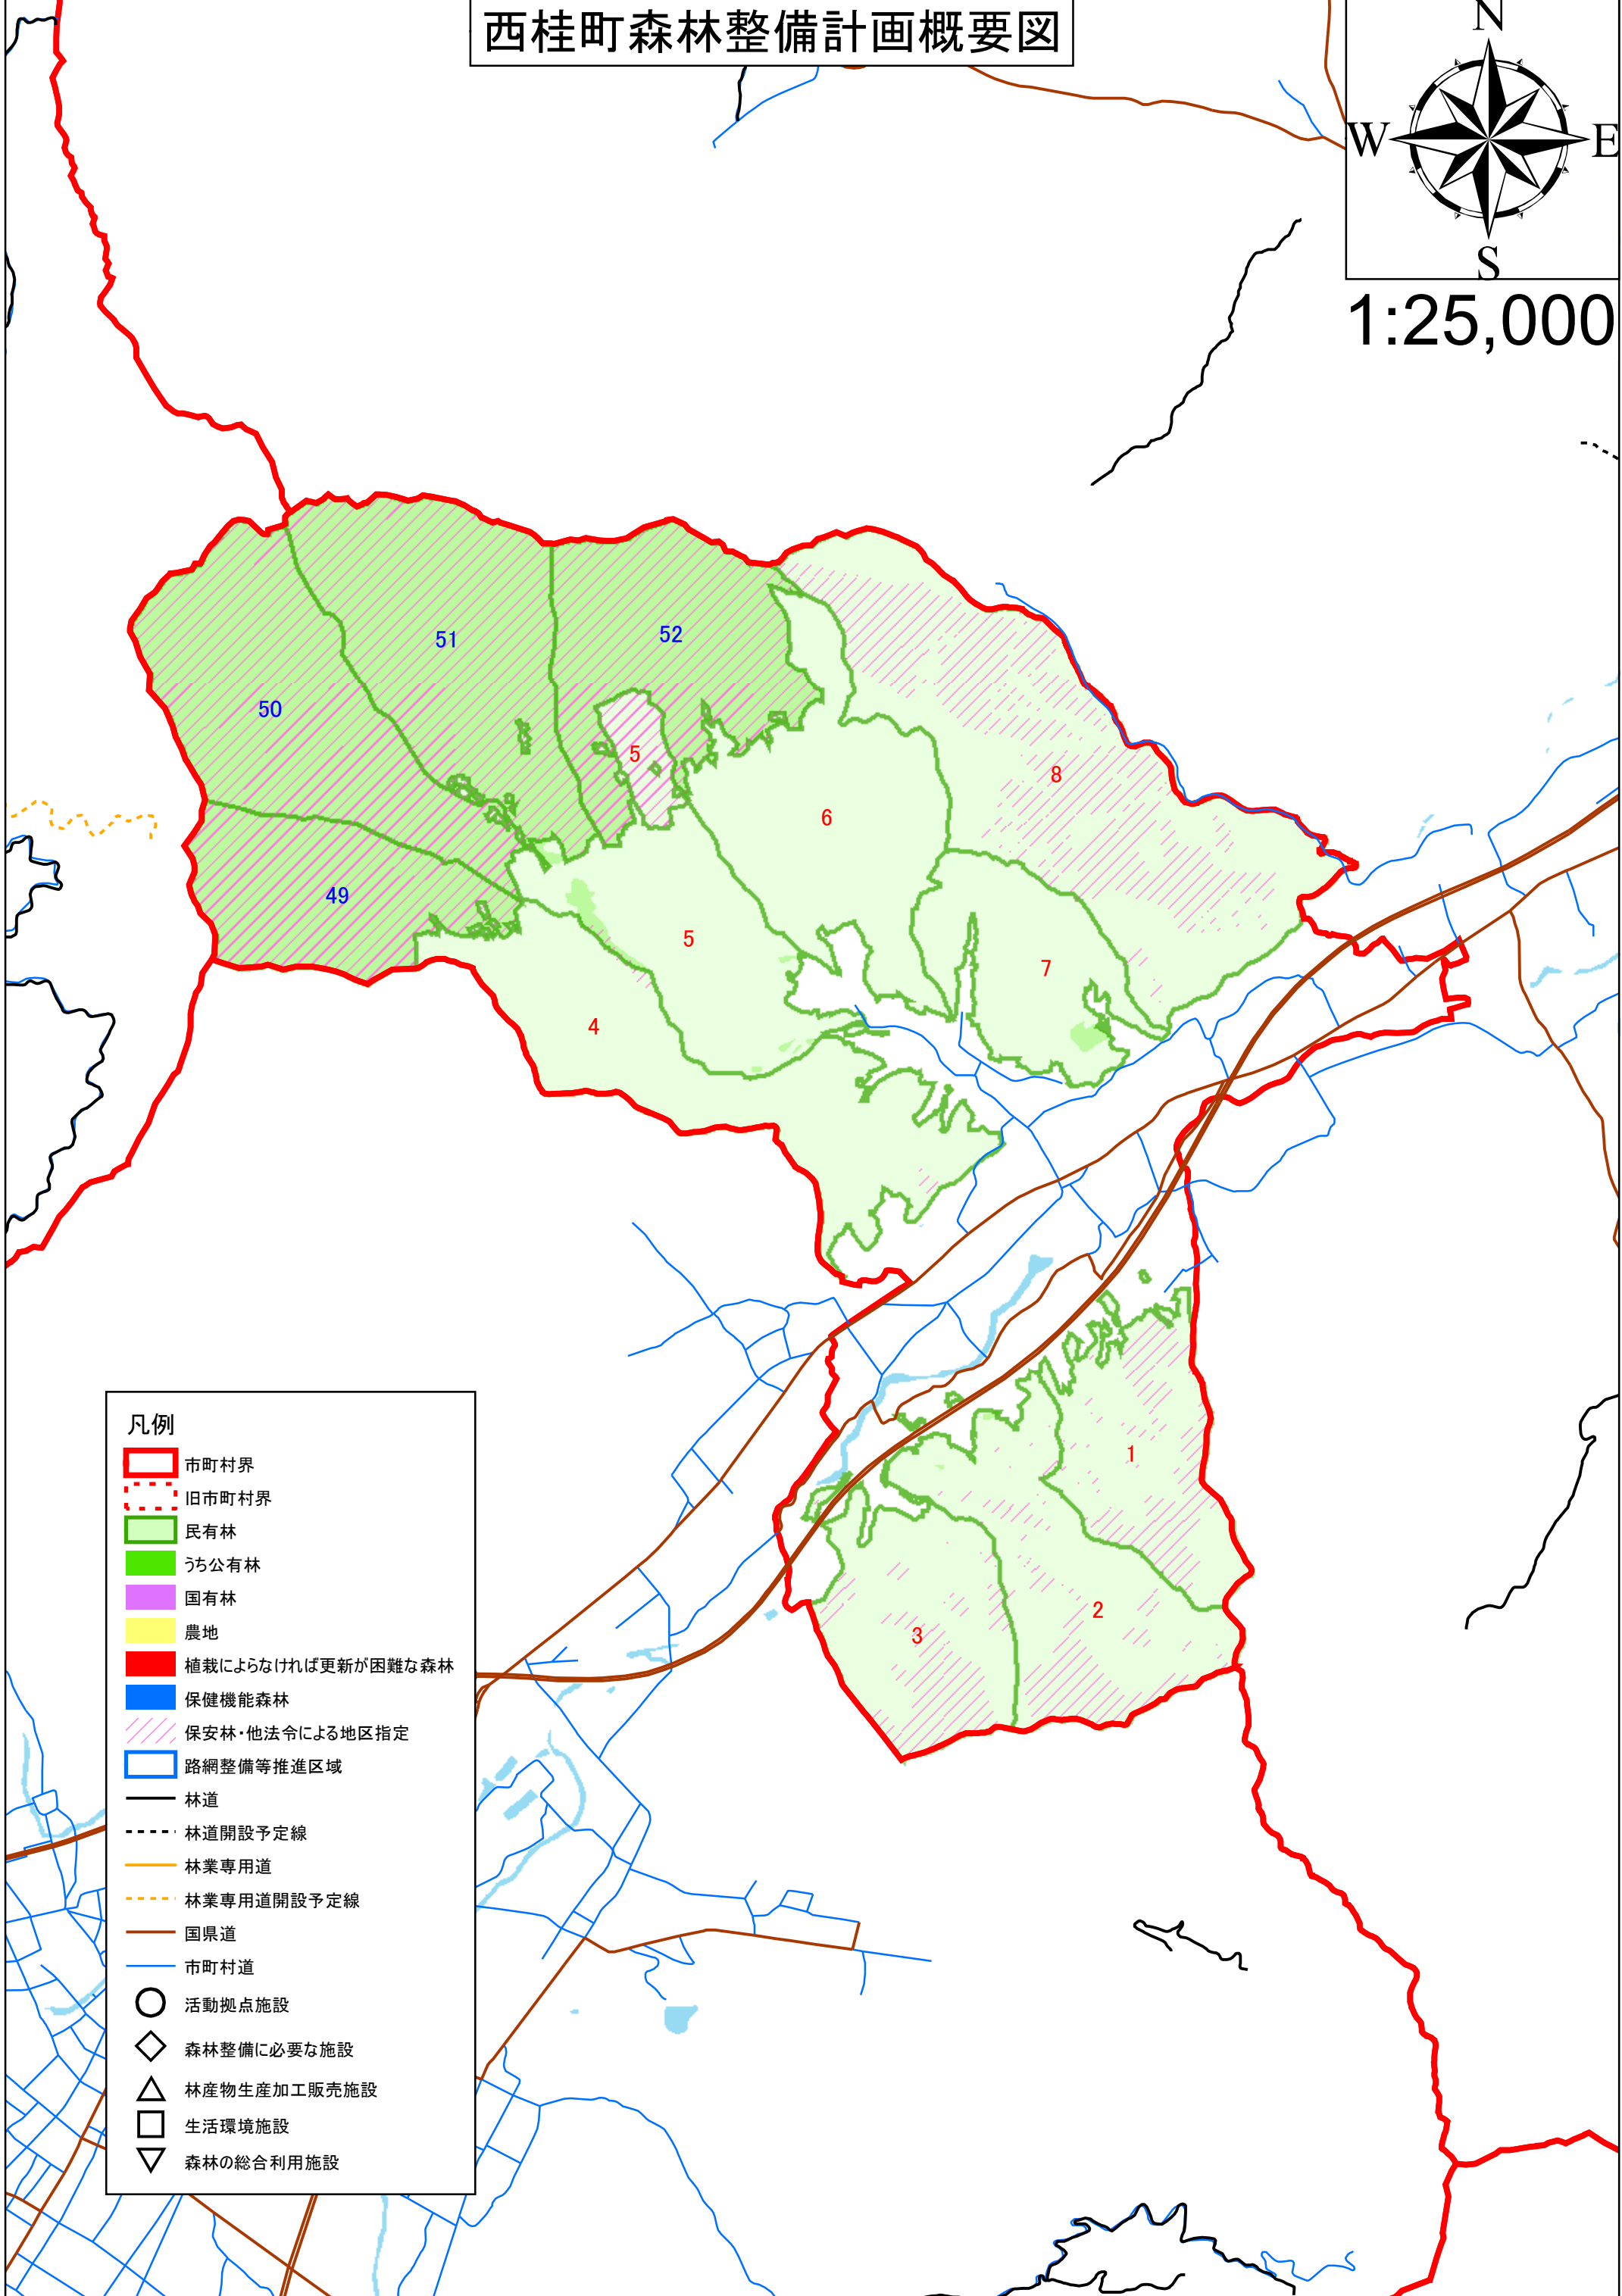 西桂町森林整備計画概要図
N
W
E
S
1:25,000
51
52
50
5
8
6
49
5
7
4
1
2
3
凡例
市町村界
旧市町村界
民有林
うち公有林
国有林
農地
植栽によらなければ更新が困難な森林
保健機能森林
保安林・他法令による地区指定
路網整備等推進区域
林道
林道開設予定線
林業専用道
林業専用道開設予定線
国県道
市町村道
活動拠点施設
森林整備に必要な施設
林産物生産加工販売施設
生活環境施設
森林の総合利用施設